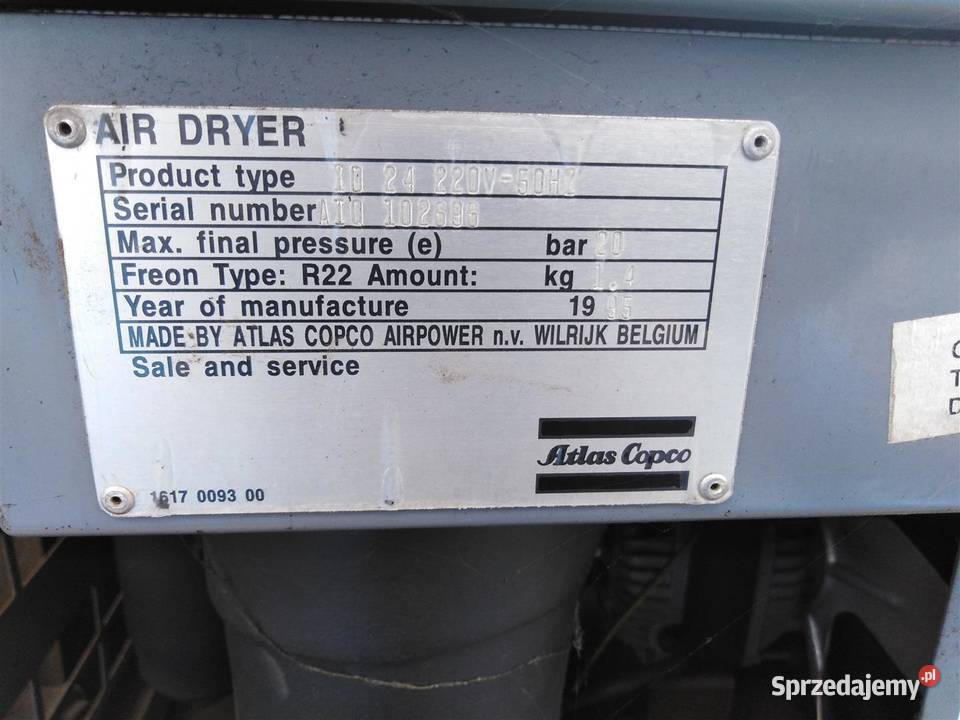 AIR DRYER
Product type ID 24 220V-50HZ
Serial number AIQ 102696
Max. final pressure (e) bar 20
Freon Type: R22 Amount: kg 1.4
Year of manufacture 19 95
MADE BY ATLAS COPCO AIRPOWER n.v. WILRIJK BELGIUM
Sale and service
Atlas Copco
1617 0093 00
Sprzedajemy.pl